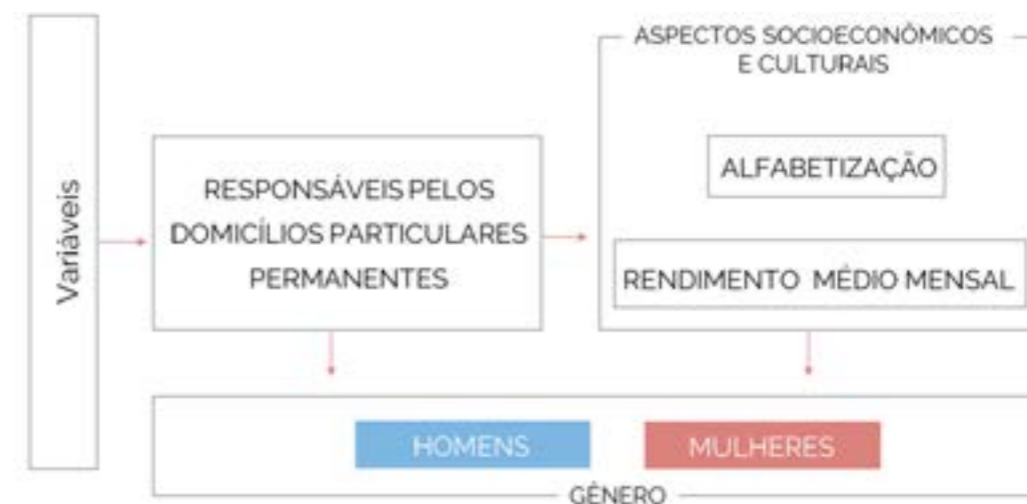 Variáveis
RESPONSÁVEIS PELOS
DOMICÍLIOS PARTICULARES
PERMANENTES
ASPECTOS SOCIOECONÔMICOS
E CULTURAIS
ALFABETIZAÇÃO
RENDIMENTO MÉDIO MENSAL
HOMENS
MULHERES
GÊNERO